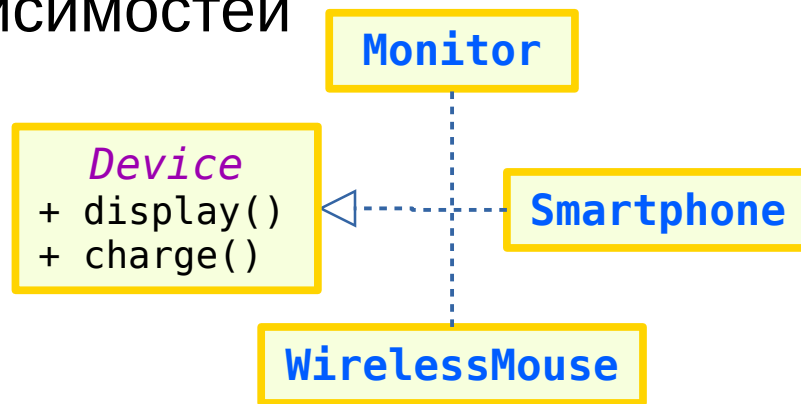 Monitor
Device
+ display()
+ charge()
Smartphone
WirelessMouse